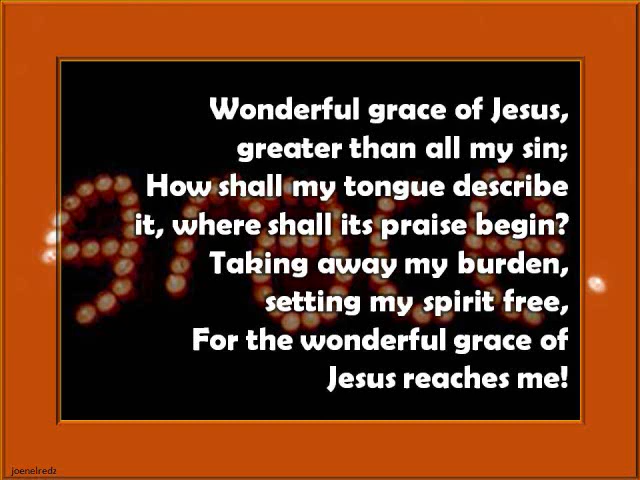 Wonderful grace of Jesus,
greater than all my sin;
How shall my tongue describe
it, where shall its praise begin?
Taking away my burden,
setting my spirit free,
For the wonderful grace of
Jesus reaches me!
grace
joenelredz